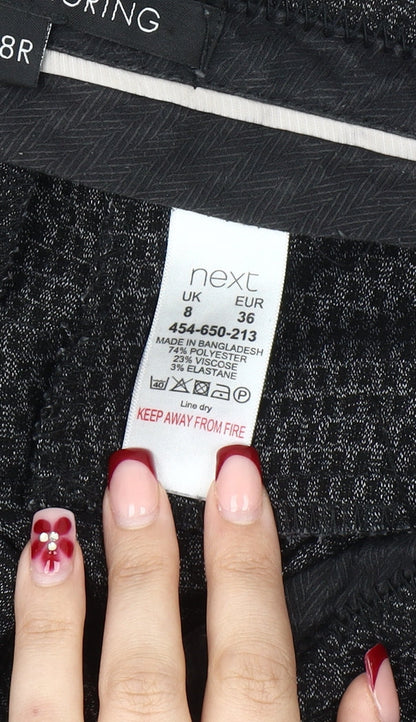 ORING
8R
next
UK EUR
8 36
454-650-213
MADE IN BANGLADESH
74% POLYESTER
23% VISCOSE
3% ELASTANE
40 P
Line dry
KEEP AWAY FROM FIRE